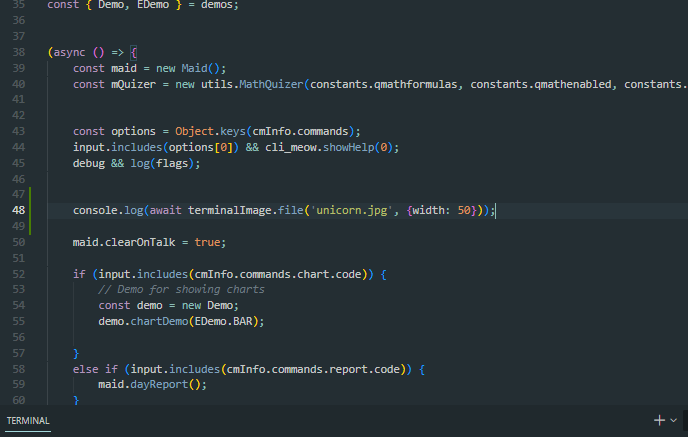 35 const { Demo, EDemo } = demos;
36
37
38 (async () => {
39 const maid = new Maid();
40 const mQuizer = new utils.MathQuizer(constants.qmathformulas, constants.qmathenabled, constants.
41
42
43 const options = Object.keys(cmInfo.commands);
44 input.includes(options[0]) && cli_meow.showHelp(0);
45 debug && log(flags);
46
47
48 console.log(await terminalImage.file('unicorn.jpg', {width: 50}));
49
50 maid.clearOnTalk = true;
51
52 if (input.includes(cmInfo.commands.chart.code)) {
53 // Demo for showing charts
54 const demo = new Demo;
55 demo.chartDemo(EDemo.BAR);
56
57 }
58 else if (input.includes(cmInfo.commands.report.code)) {
59 maid.dayReport();
60 }
TERMINAL